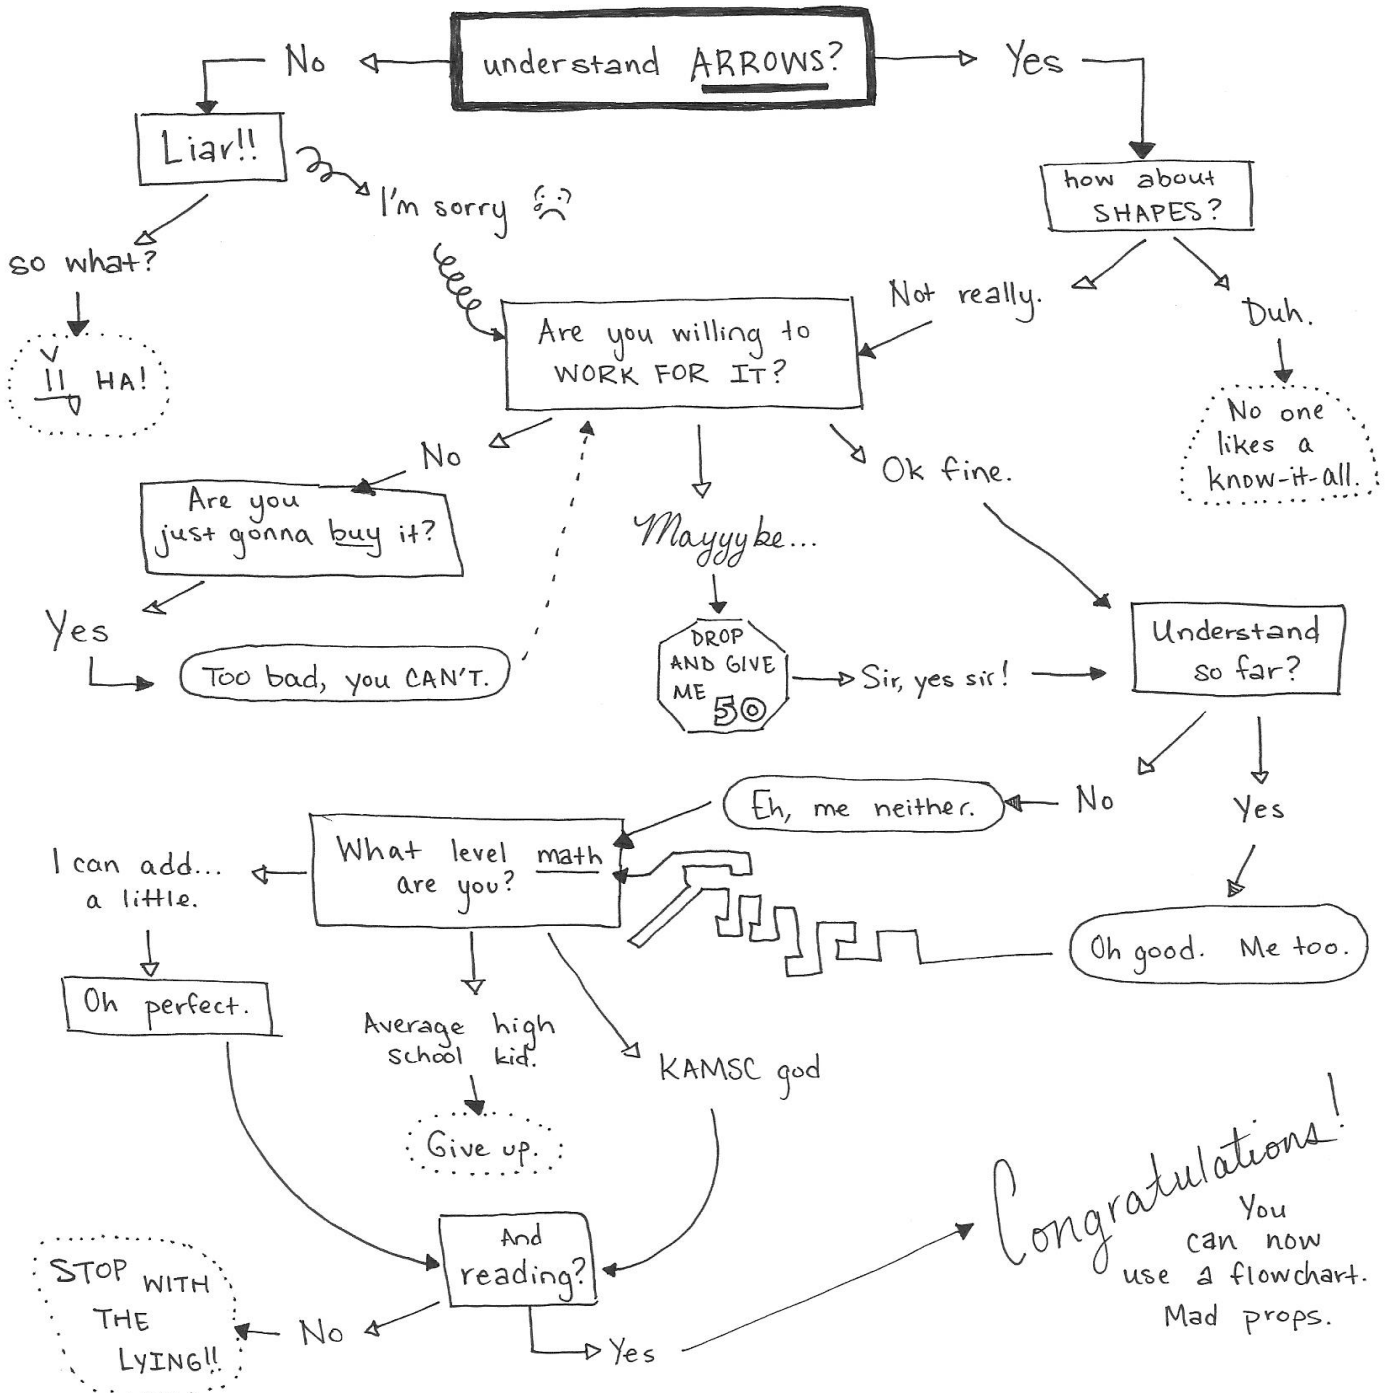 understand ARROWS?
No
Yes
Liar!!
I'm sorry
how about
SHAPES?
so what?
HA!
Not really.
Duh.
No one
likes a
know-it-all.
Are you willing to
WORK FOR IT?
No
Mayyybe...
Ok fine.
Are you
just gonna buy it?
Yes
Too bad, you CAN'T.
DROP
AND GIVE
ME 50
Sir, yes sir!
Understand
so far?
No
Yes
Eh, me neither.
Oh good. Me too.
What level math
are you?
I can add...
a little.
Oh perfect.
Average high
school kid.
Give up.
KAMSC god
And
reading?
No
STOP WITH
THE
LYING!!
Yes
Congratulations!
You
can now
use a flowchart.
Mad props.